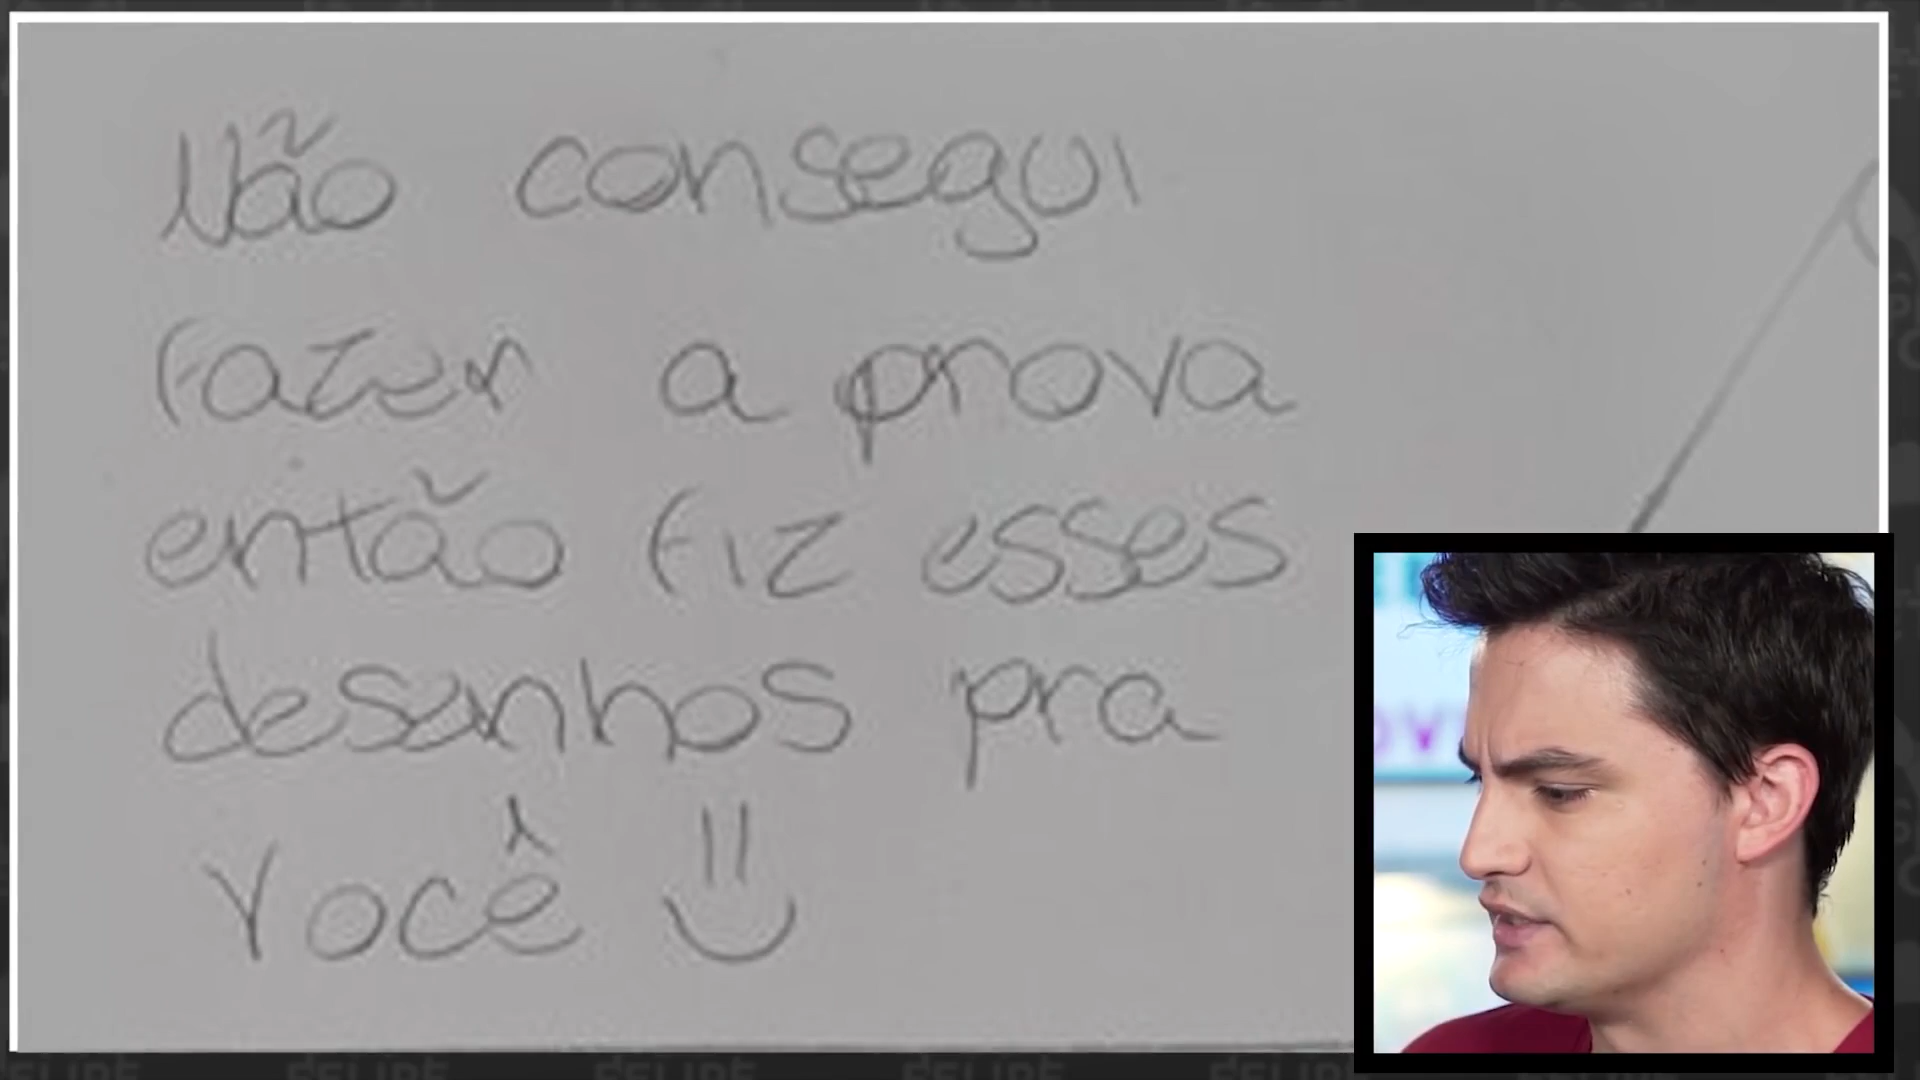 Não consegui
fazer a prova
então fiz esses
desenhos pra
você